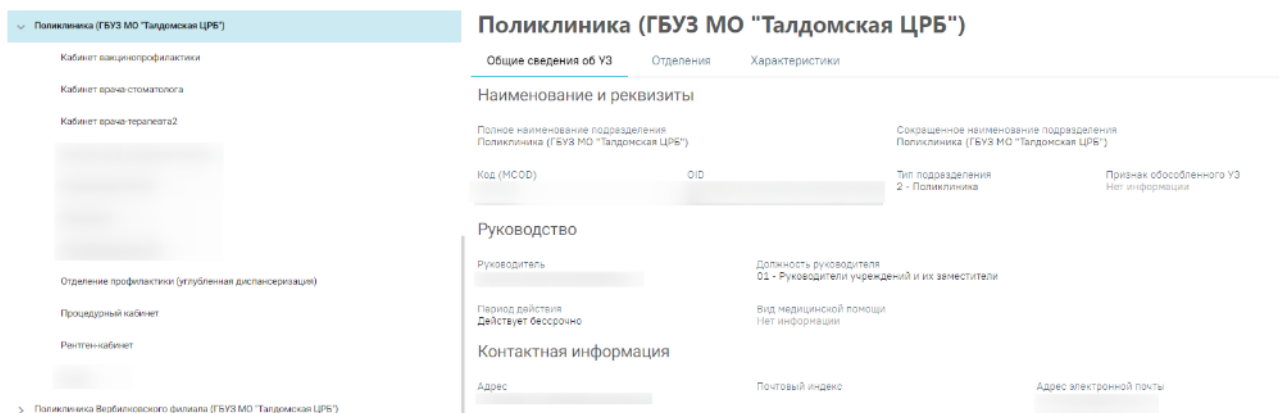 Поликлиника (ГБУЗ МО "Талдомская ЦРБ")
Кабинет вакцинопрофилактики
Кабинет врача-стоматолога
Кабинет врача-терапевта2
Отделение профилактики (углубленная диспансеризация)
Процедурный кабинет
Рентген-кабинет
Поликлиника Вербилковского филиала (ГБУЗ МО "Талдомская ЦРБ")
Поликлиника (ГБУЗ МО "Талдомская ЦРБ")
Общие сведения об УЗ Отделения Характеристики
Наименование и реквизиты
Полное наименование подразделения Сокращенное наименование подразделения
Поликлиника (ГБУЗ МО "Талдомская ЦРБ") Поликлиника (ГБУЗ МО "Талдомская ЦРБ")
Код (MCOD) OID Тип подразделения Признак обособленного УЗ
2 - Поликлиника Нет информации
Руководство
Руководитель Должность руководителя
01 - Руководители учреждений и их заместители
Период действия Вид медицинской помощи
Действует бессрочно Нет информации
Контактная информация
Адрес Почтовый индекс Адрес электронной почты